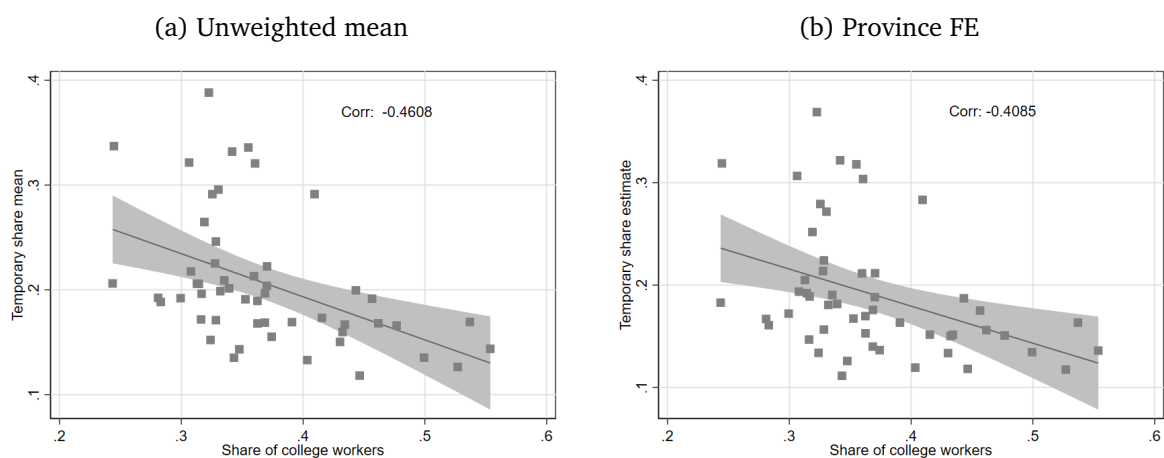 (a) Unweighted mean
Corr: -0.4608
Temporary share mean
.4
.3
.2
.1
.2 .3 .4 .5 .6
Share of college workers
(b) Province FE
Corr: -0.4085
Temporary share estimate
.4
.3
.2
.1
.2 .3 .4 .5 .6
Share of college workers